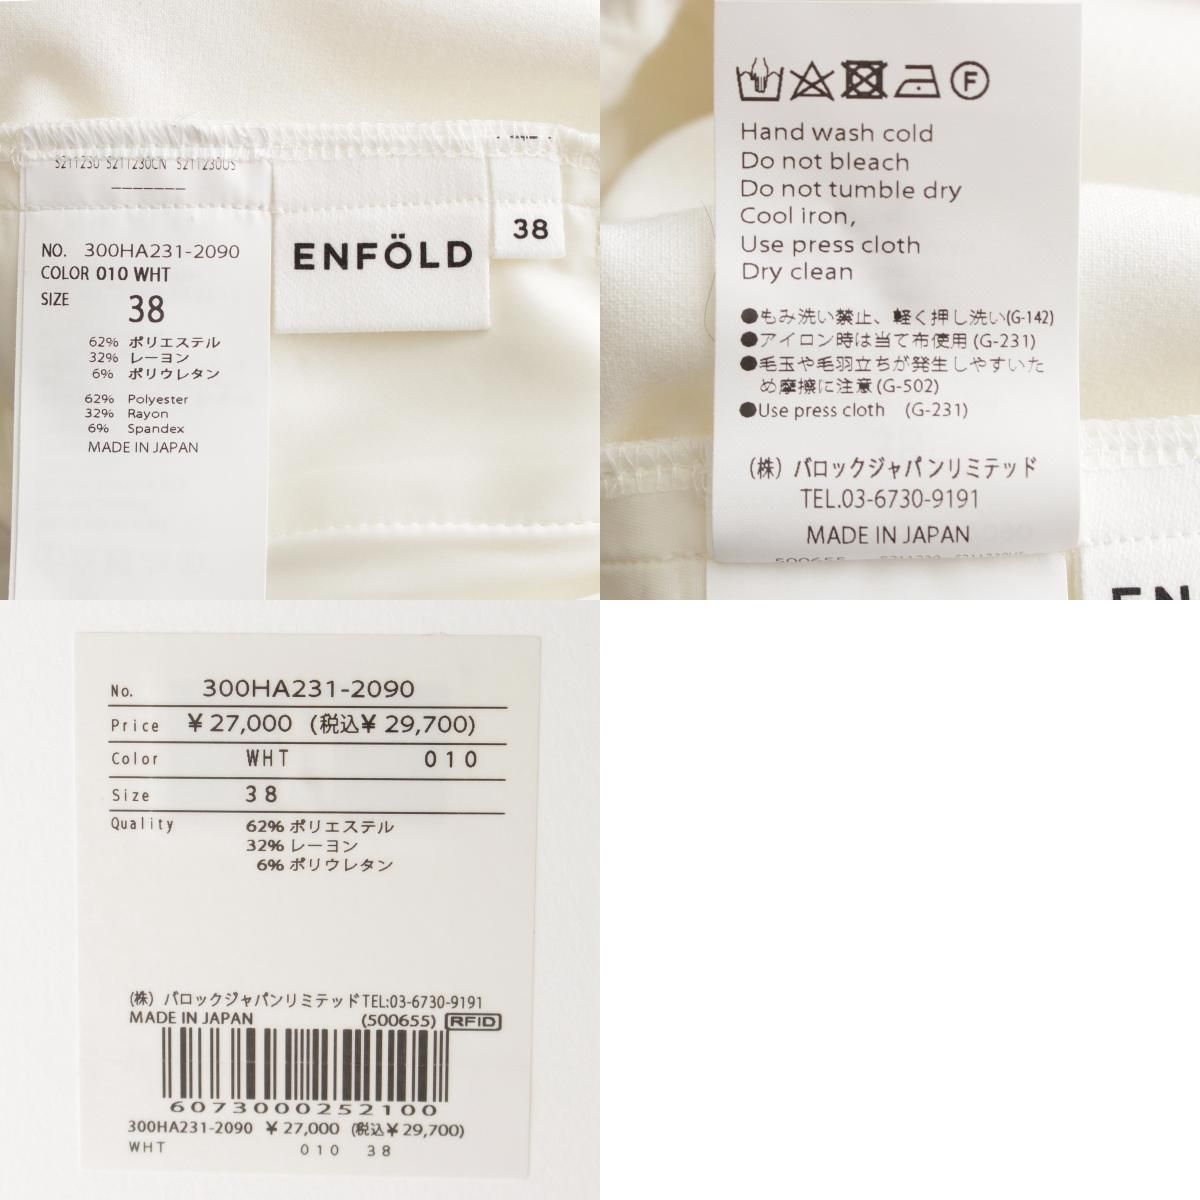 S211230 S211230CN S211230US
NO. 300HA231-2090
COLOR 010 WHT
SIZE 38
62% ポリエステル
32% レーヨン
6% ポリウレタン
62% Polyester
32% Rayon
6% Spandex
MADE IN JAPAN
ENFÖLD
38
F
Hand wash cold
Do not bleach
Do not tumble dry
Cool iron,
Use press cloth
Dry clean
●もみ洗い禁止、軽く押し洗い(G-142)
●アイロン時は当て布使用(G-231)
●毛玉や毛羽立ちが発生しやすいた
め摩擦に注意(G-502)
●Use press cloth (G-231)
(株) バロックジャパンリミテッド
TEL.03-6730-9191
MADE IN JAPAN
No. 300HA231-2090
Price ¥27,000 (税込¥29,700)
Color WHT 010
Size 38
Quality 62% ポリエステル
32% レーヨン
6% ポリウレタン
(株) バロックジャパンリミテッドTEL:03-6730-9191
MADE IN JAPAN (500655) RFID
6073000252100
300HA231-2090 ¥27,000 (税込¥29,700)
WHT 010 38